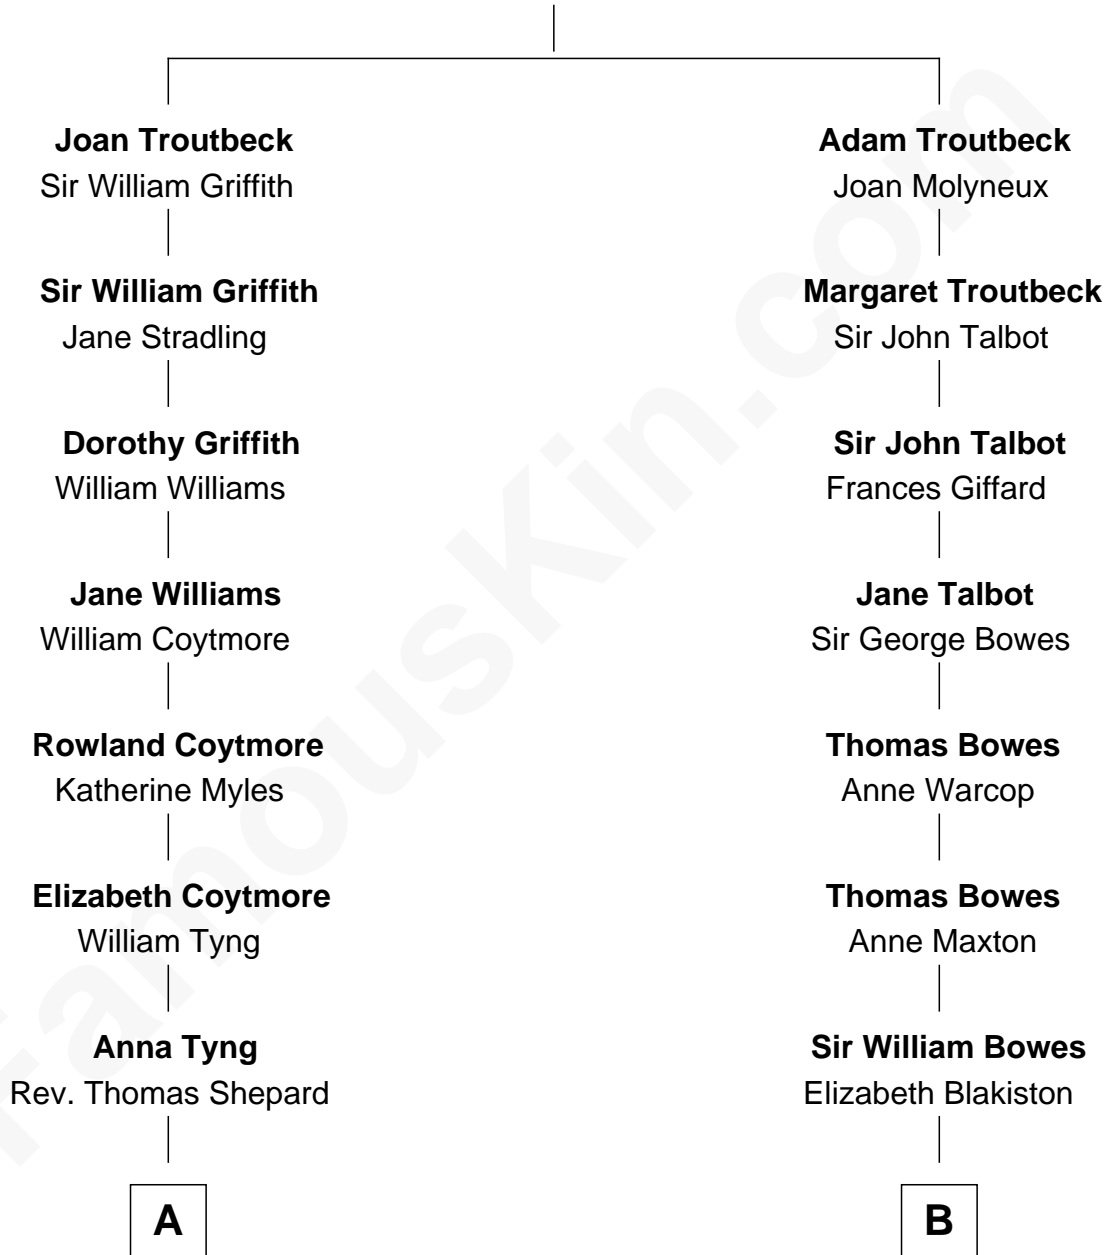 Joan Troutbeck
Sir William Griffith
Sir William Griffith
Jane Stradling
Dorothy Griffith
William Williams
Jane Williams
William Coytmore
Rowland Coytmore
Katherine Myles
Elizabeth Coytmore
William Tyng
Anna Tyng
Rev. Thomas Shepard
A
Adam Troutbeck
Joan Molyneux
Margaret Troutbeck
Sir John Talbot
Sir John Talbot
Frances Giffard
Jane Talbot
Sir George Bowes
Thomas Bowes
Anne Warcop
Thomas Bowes
Anne Maxton
Sir William Bowes
Elizabeth Blakiston
B
FamousKin.com